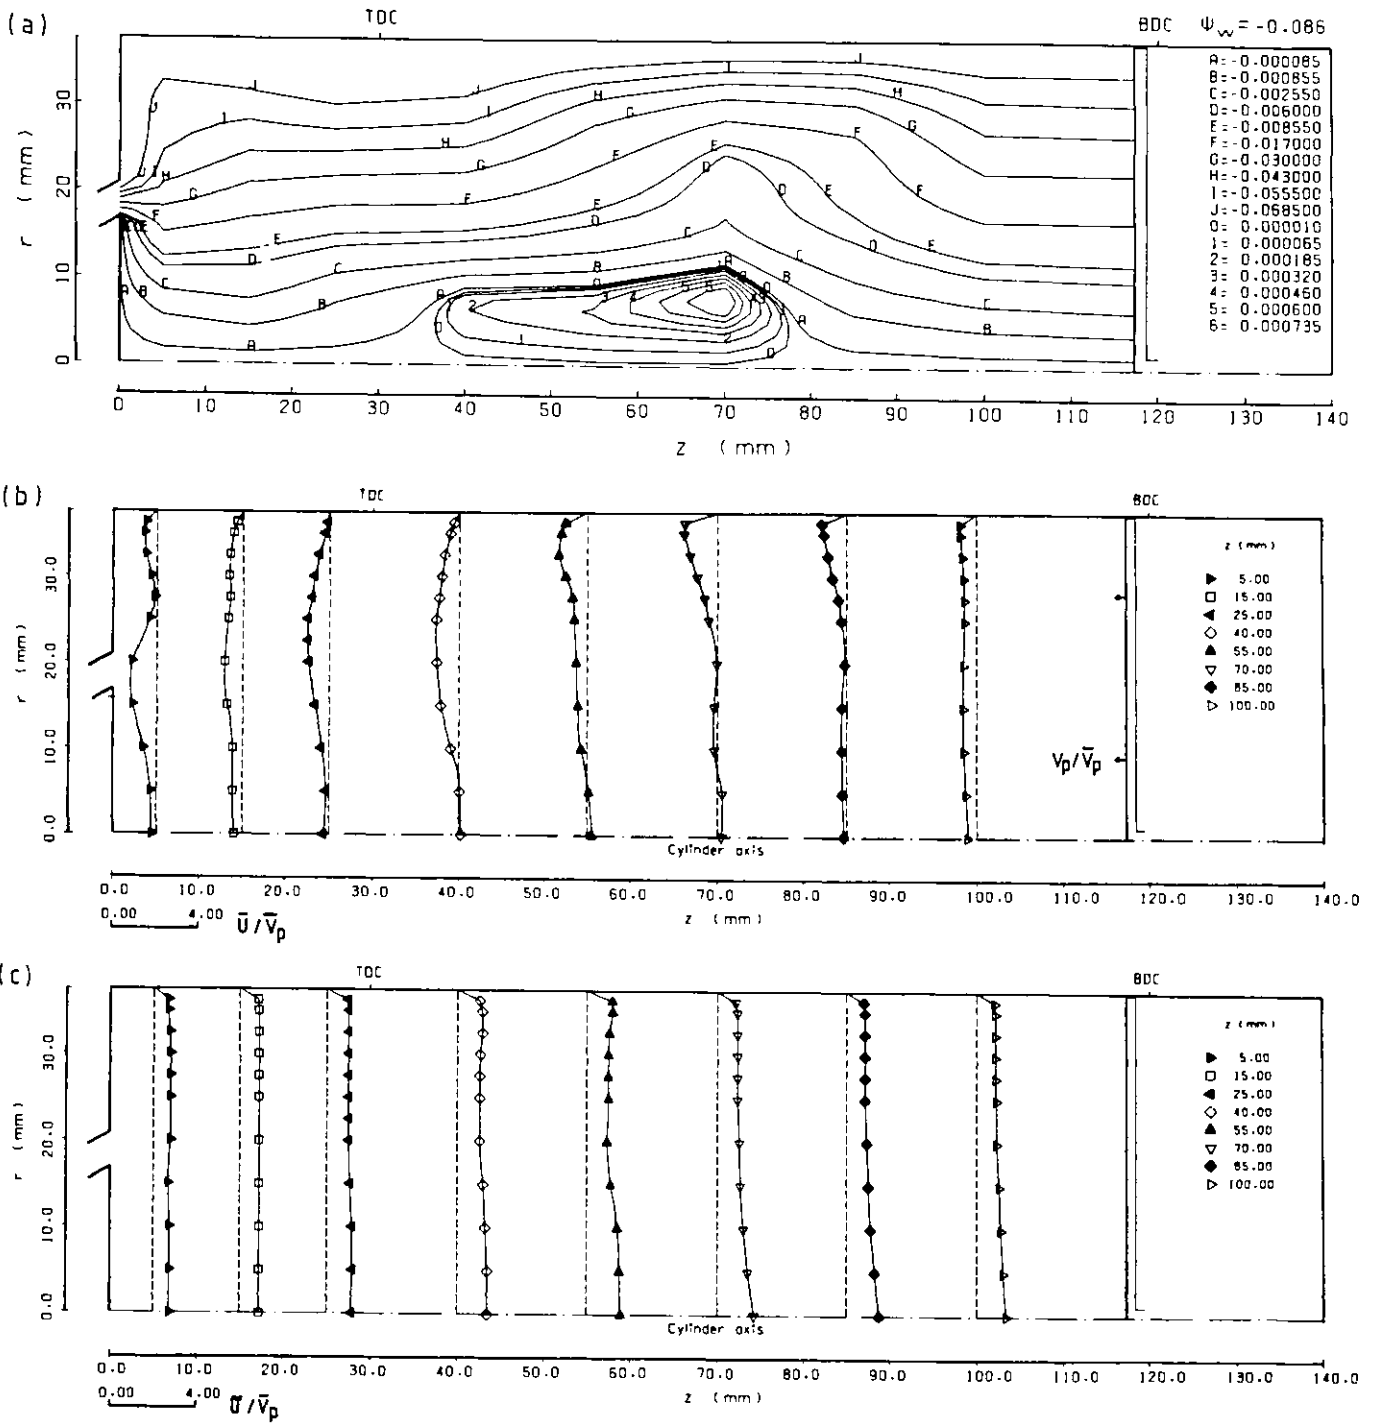 (a)
TDC
BDC Ψw=-0.086
A=-0.000085
B=-0.000855
C=-0.002550
D=-0.006000
E=-0.008550
F=-0.017000
G=-0.030000
H=-0.043000
I=-0.055500
J=-0.068500
0= 0.000010
1= 0.000065
2= 0.000185
3= 0.000320
4= 0.000460
5= 0.000600
6= 0.000735
r (mm)
30
20
10
0
0 10 20 30 40 50 60 70 80 90 100 110 120 130 140
z (mm)
(b)
TDC
BDC
z (mm)
5.00
15.00
25.00
40.00
55.00
70.00
85.00
100.00
r (mm)
30.0
20.0
10.0
0.0
Vp/V̄p
Cylinder axis
0.0 10.0 20.0 30.0 40.0 50.0 60.0 70.0 80.0 90.0 100.0 110.0 120.0 130.0 140.0
0.00 4.00 Ū/V̄p
z (mm)
(c)
TDC
BDC
z (mm)
5.00
15.00
25.00
40.00
55.00
70.00
85.00
100.00
r (mm)
30.0
20.0
10.0
0.0
Cylinder axis
0.0 10.0 20.0 30.0 40.0 50.0 60.0 70.0 80.0 90.0 100.0 110.0 120.0 130.0 140.0
0.00 4.00 Ũ/V̄p
z (mm)